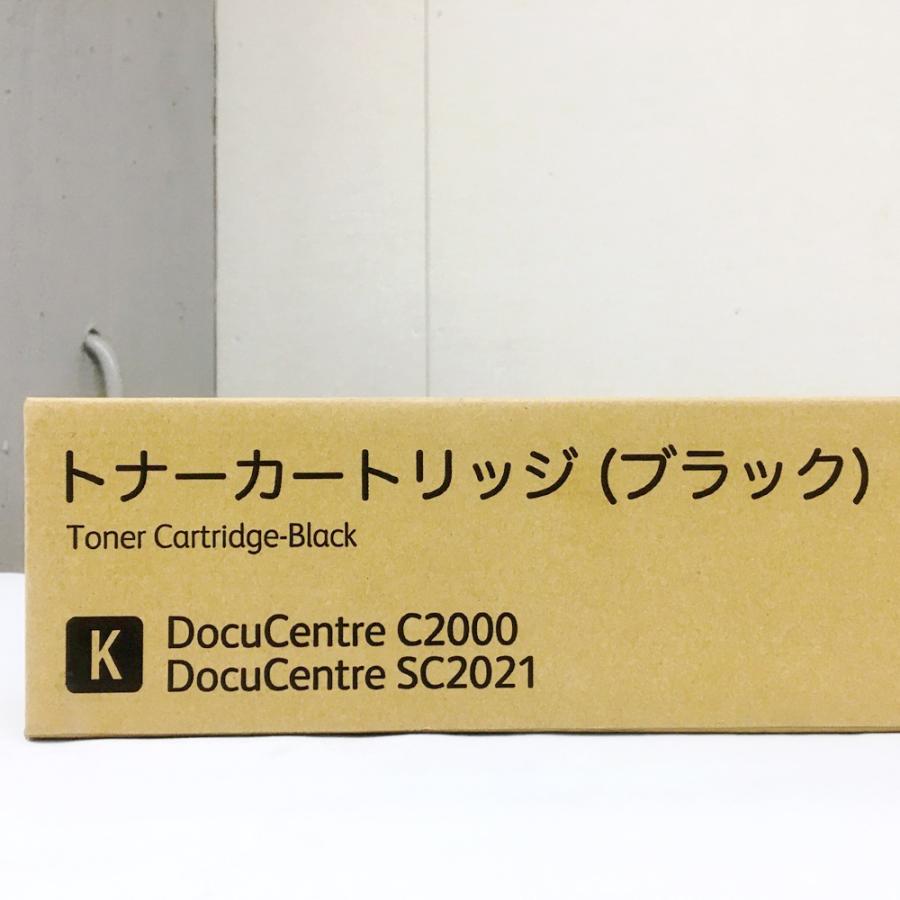 トナーカートリッジ (ブラック)
Toner Cartridge-Black
K
DocuCentre C2000
DocuCentre SC2021